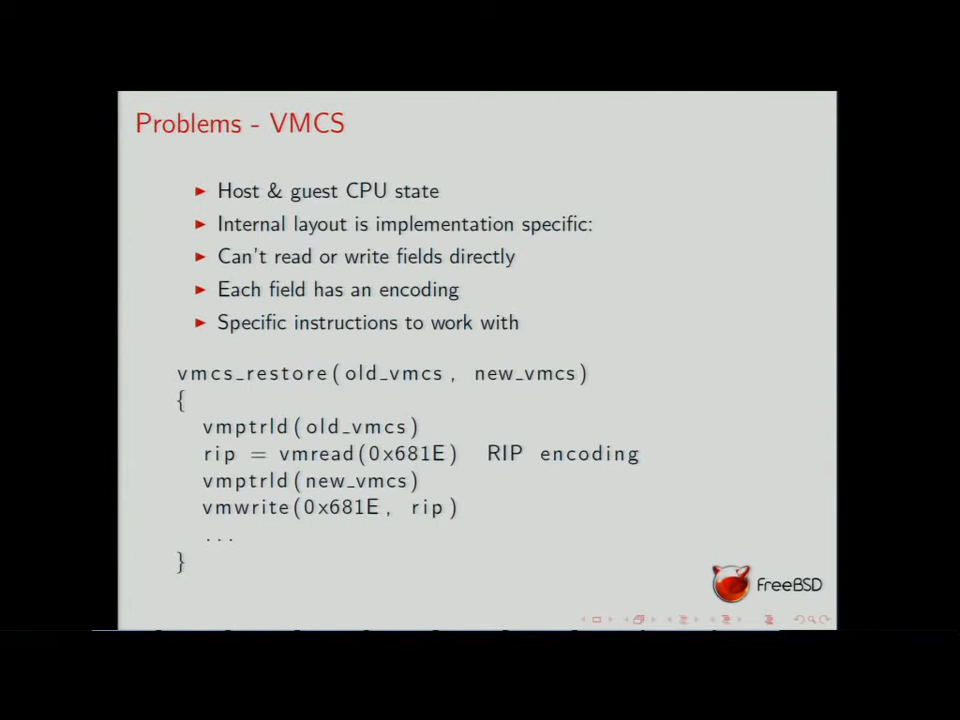 Problems - VMCS
Host & guest CPU state
Internal layout is implementation specific:
Can't read or write fields directly
Each field has an encoding
Specific instructions to work with
vmcs_restore(old_vmcs, new_vmcs)
{
vmptrld(old_vmcs)
rip = vmread(0x681E) RIP encoding
vmptrld(new_vmcs)
vmwrite(0x681E, rip)
...
}
FreeBSD